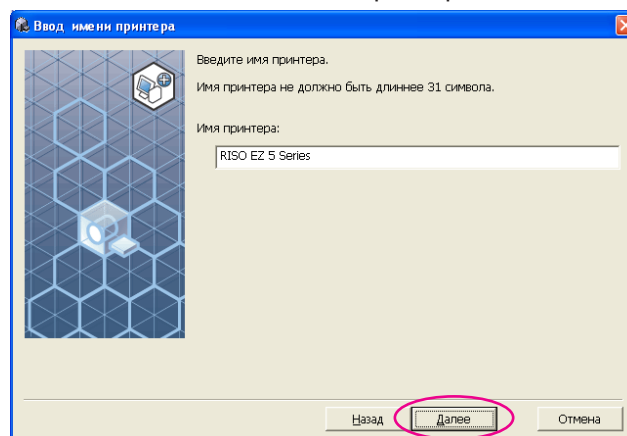 Ввод имени принтера
Введите имя принтера.
Имя принтера не должно быть длиннее 31 символа.
Имя принтера:
RISO EZ 5 Series
Назад Далее Отмена